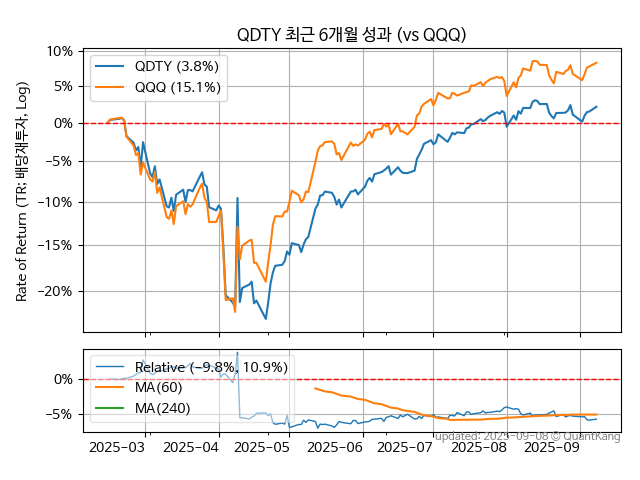 QDTY 최근 6개월 성과 (vs QQQ)
QDTY (3.8%)
QQQ (15.1%)
Rate of Return (TR: 배당재투자, Log)
10%
5%
0%
−5%
−10%
−15%
−20%
Relative (−9.8%, 10.9%)
MA(60)
MA(240)
0%
−5%
updated: 2025-09-08 © QuantKang
2025-03 2025-04 2025-05 2025-06 2025-07 2025-08 2025-09